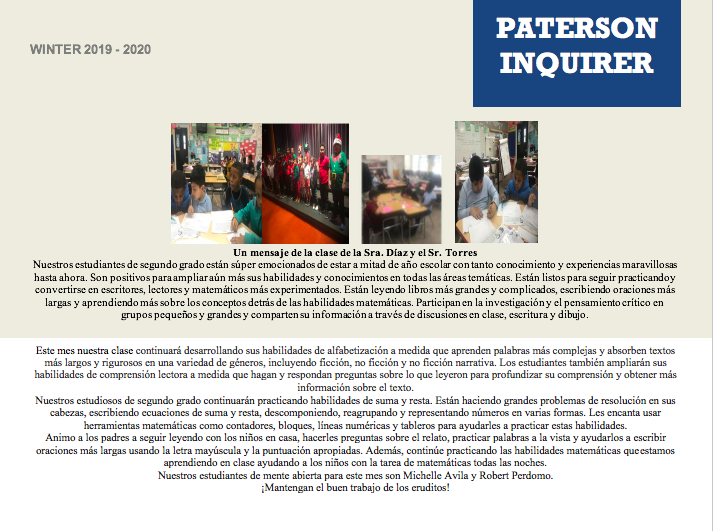 WINTER 2019 - 2020
PATERSON
INQUIRER
Un mensaje de la clase de la Sra. Díaz y el Sr. Torres
Nuestros estudiantes de segundo grado están súper emocionados de estar a mitad de año escolar con tanto conocimiento y experiencias maravillosas
hasta ahora. Son positivos para ampliar aún más sus habilidades y conocimientos en todas las áreas temáticas. Están listos para seguir practicando y
convertirse en escritores, lectores y matemáticos más experimentados. Están leyendo libros más grandes y complicados, escribiendo oraciones más
largas y aprendiendo más sobre los conceptos detrás de las habilidades matemáticas. Participan en la investigación y el pensamiento crítico en
grupos pequeños y grandes y comparten su información a través de discusiones en clase, escritura y dibujo.
Este mes nuestra clase continuará desarrollando sus habilidades de alfabetización a medida que aprenden palabras más complejas y absorben textos
más largos y rigurosos en una variedad de géneros, incluyendo ficción, no ficción y no ficción narrativa. Los estudiantes también ampliarán sus
habilidades de comprensión lectora a medida que hagan y respondan preguntas sobre lo que leyeron para profundizar su comprensión y obtener más
información sobre el texto.
Nuestros estudiosos de segundo grado continuarán practicando habilidades de suma y resta. Están haciendo grandes problemas de resolución en sus
cabezas, escribiendo ecuaciones de suma y resta, descomponiendo, reagrupando y representando números en varias formas. Les encanta usar
herramientas matemáticas como contadores, bloques, líneas numéricas y tableros para ayudarles a practicar estas habilidades.
Animo a los padres a seguir leyendo con los niños en casa, hacerles preguntas sobre el relato, practicar palabras a la vista y ayudarlos a escribir
oraciones más largas usando la letra mayúscula y la puntuación apropiadas. Además, continúe practicando las habilidades matemáticas que estamos
aprendiendo en clase ayudando a los niños con la tarea de matemáticas todas las noches.
Nuestros estudiantes de mente abierta para este mes son Michelle Avila y Robert Perdomo.
¡Mantengan el buen trabajo de los eruditos!